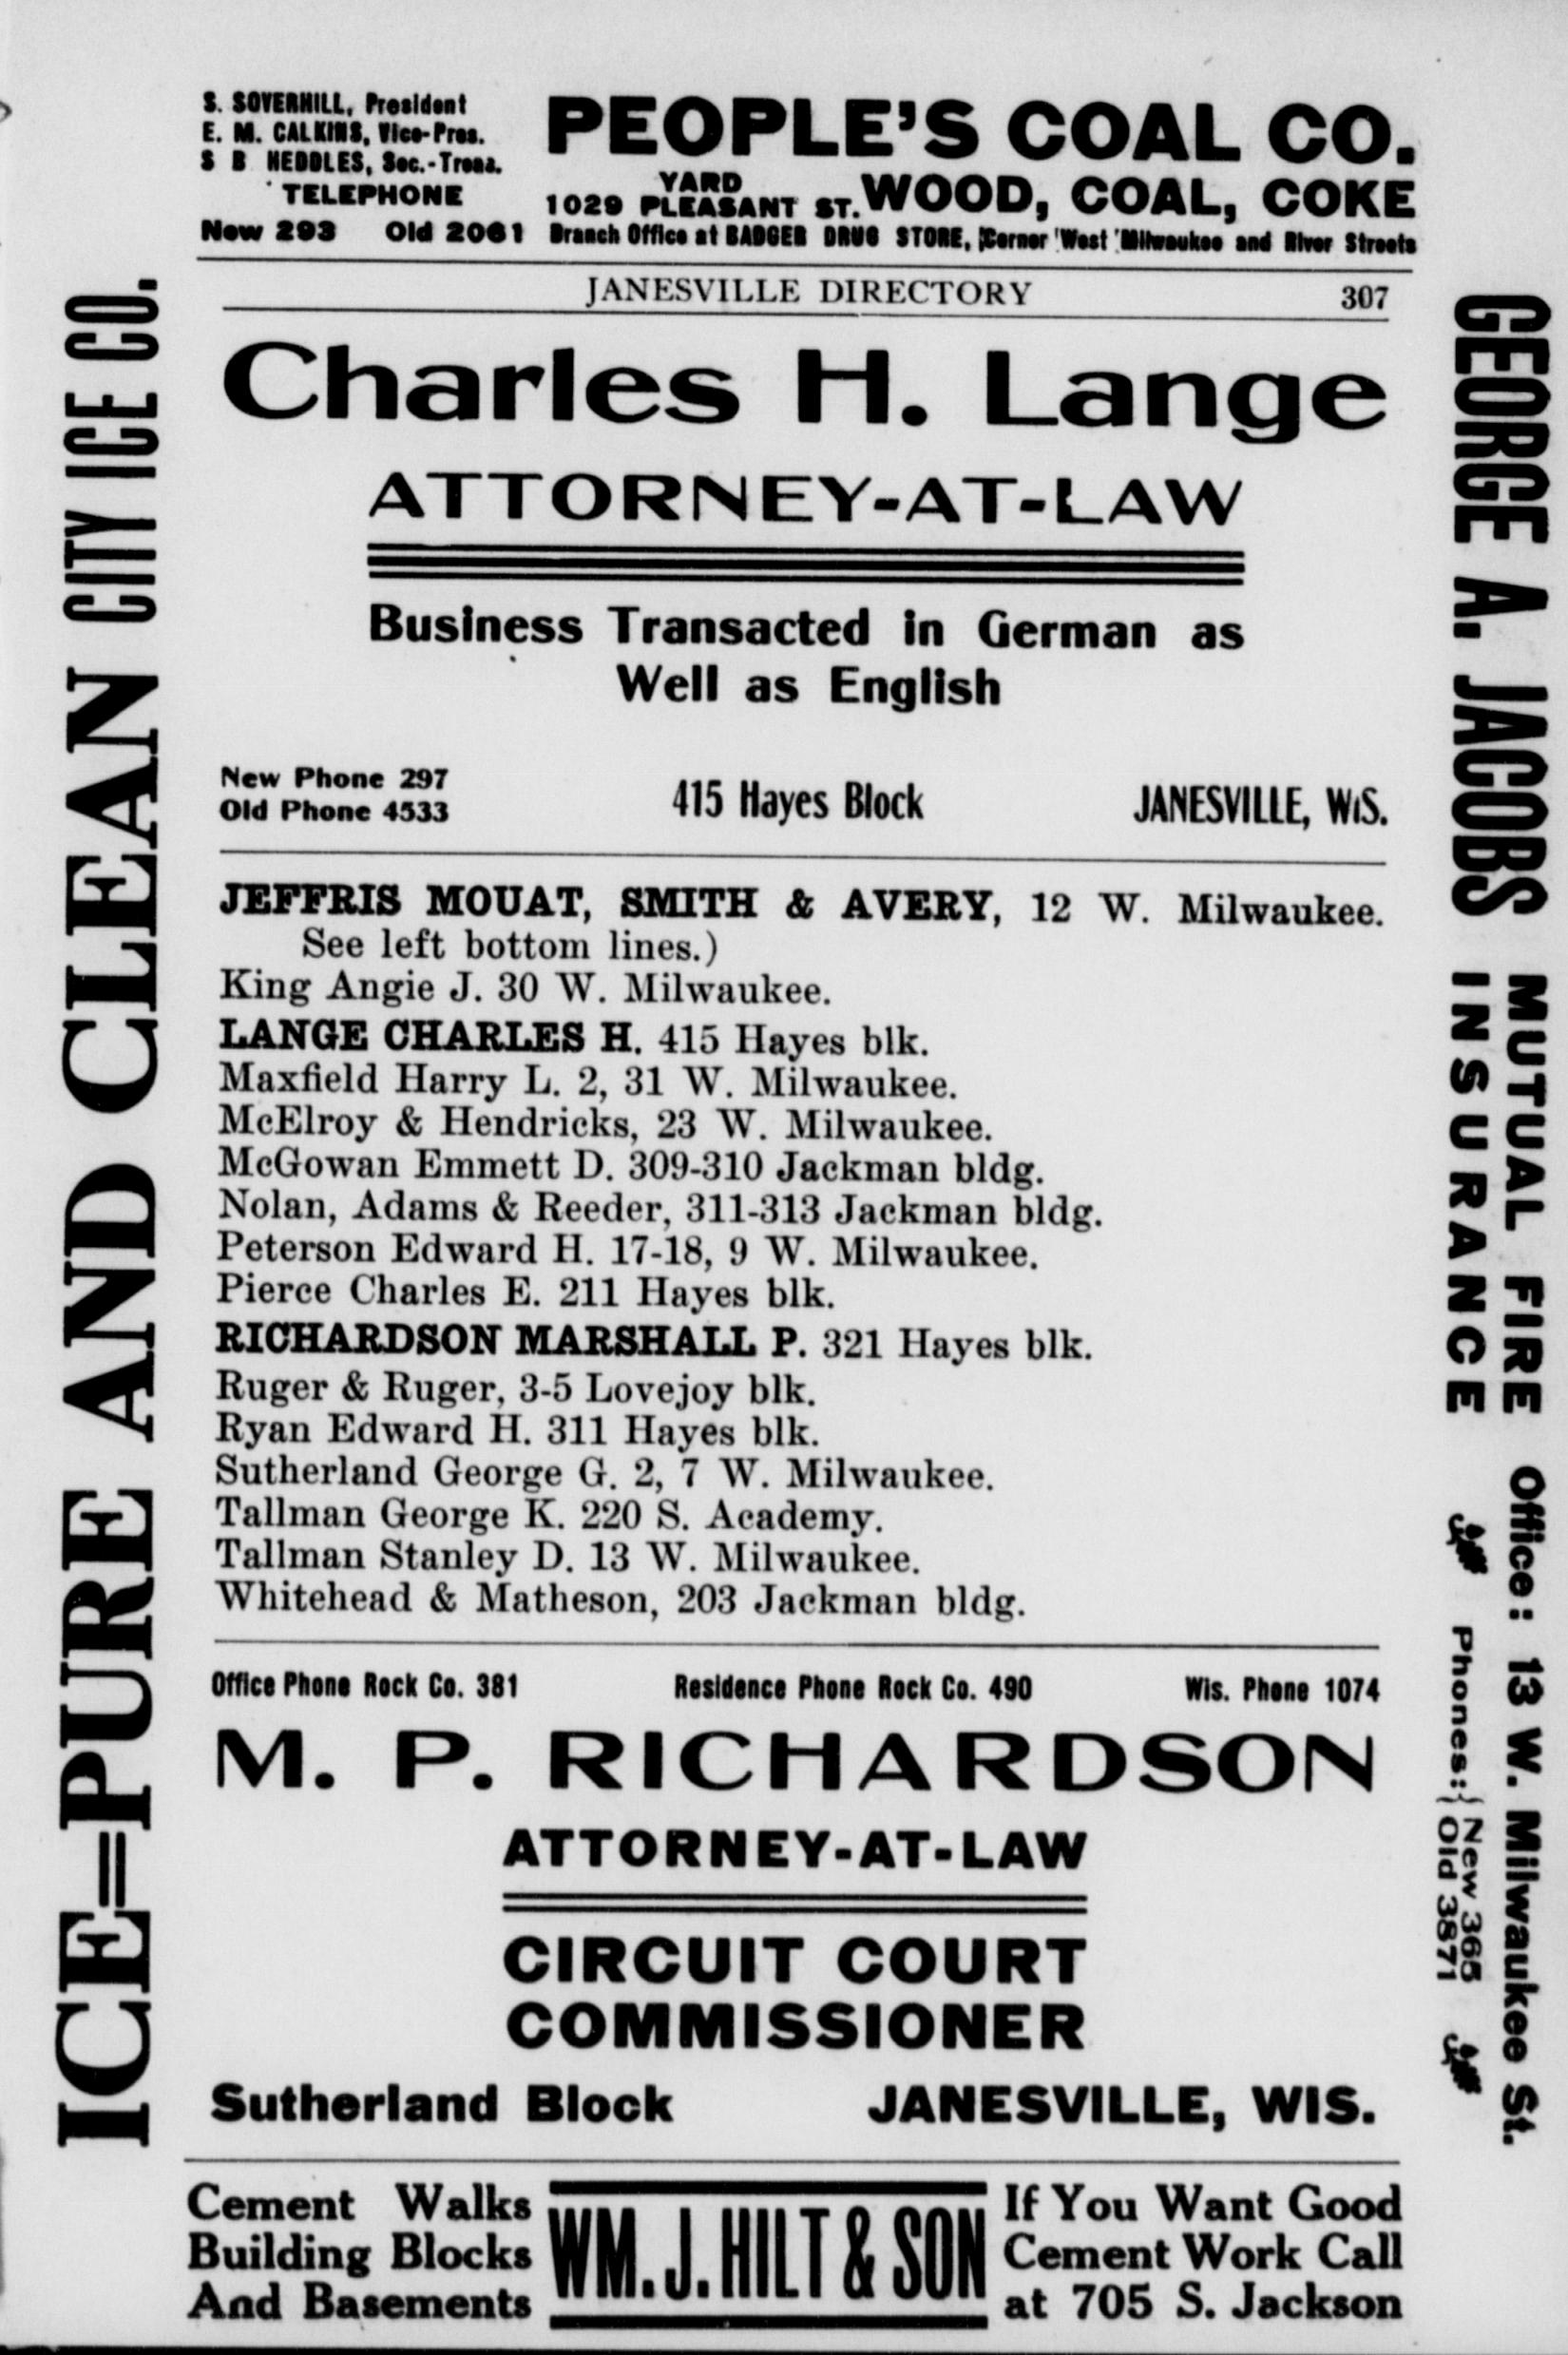 S. SOVERHILL, President
E. M. CALKINS, Vice-Pres.
S B HEDDLES, Sec.-Treas.
TELEPHONE
New 293 Old 2061
PEOPLE'S COAL CO.
YARD
1029 PLEASANT ST. WOOD, COAL, COKE
Branch Office at BADGER DRUG STORE, Corner West Milwaukee and River Streets
JANESVILLE DIRECTORY 307
Charles H. Lange
ATTORNEY-AT-LAW
Business Transacted in German as
Well as English
New Phone 297
Old Phone 4533
415 Hayes Block
JANESVILLE, WIS.
JEFFRIS MOUAT, SMITH & AVERY, 12 W. Milwaukee.
See left bottom lines.)
King Angie J. 30 W. Milwaukee.
LANGE CHARLES H. 415 Hayes blk.
Maxfield Harry L. 2, 31 W. Milwaukee.
McElroy & Hendricks, 23 W. Milwaukee.
McGowan Emmett D. 309-310 Jackman bldg.
Nolan, Adams & Reeder, 311-313 Jackman bldg.
Peterson Edward H. 17-18, 9 W. Milwaukee.
Pierce Charles E. 211 Hayes blk.
RICHARDSON MARSHALL P. 321 Hayes blk.
Ruger & Ruger, 3-5 Lovejoy blk.
Ryan Edward H. 311 Hayes blk.
Sutherland George G. 2, 7 W. Milwaukee.
Tallman George K. 220 S. Academy.
Tallman Stanley D. 13 W. Milwaukee.
Whitehead & Matheson, 203 Jackman bldg.
Office Phone Rock Co. 381 Residence Phone Rock Co. 490 Wis. Phone 1074
M. P. RICHARDSON
ATTORNEY-AT-LAW
CIRCUIT COURT
COMMISSIONER
Sutherland Block JANESVILLE, WIS.
Cement Walks
Building Blocks
And Basements
WM. J. HILT & SON
If You Want Good
Cement Work Call
at 705 S. Jackson
ICE=PURE AND CLEAN CITY ICE CO.
GEORGE A. JACOBS
MUTUAL FIRE
INSURANCE
Office: 13 W. Milwaukee St.
Phones: { New 365
Old 3871